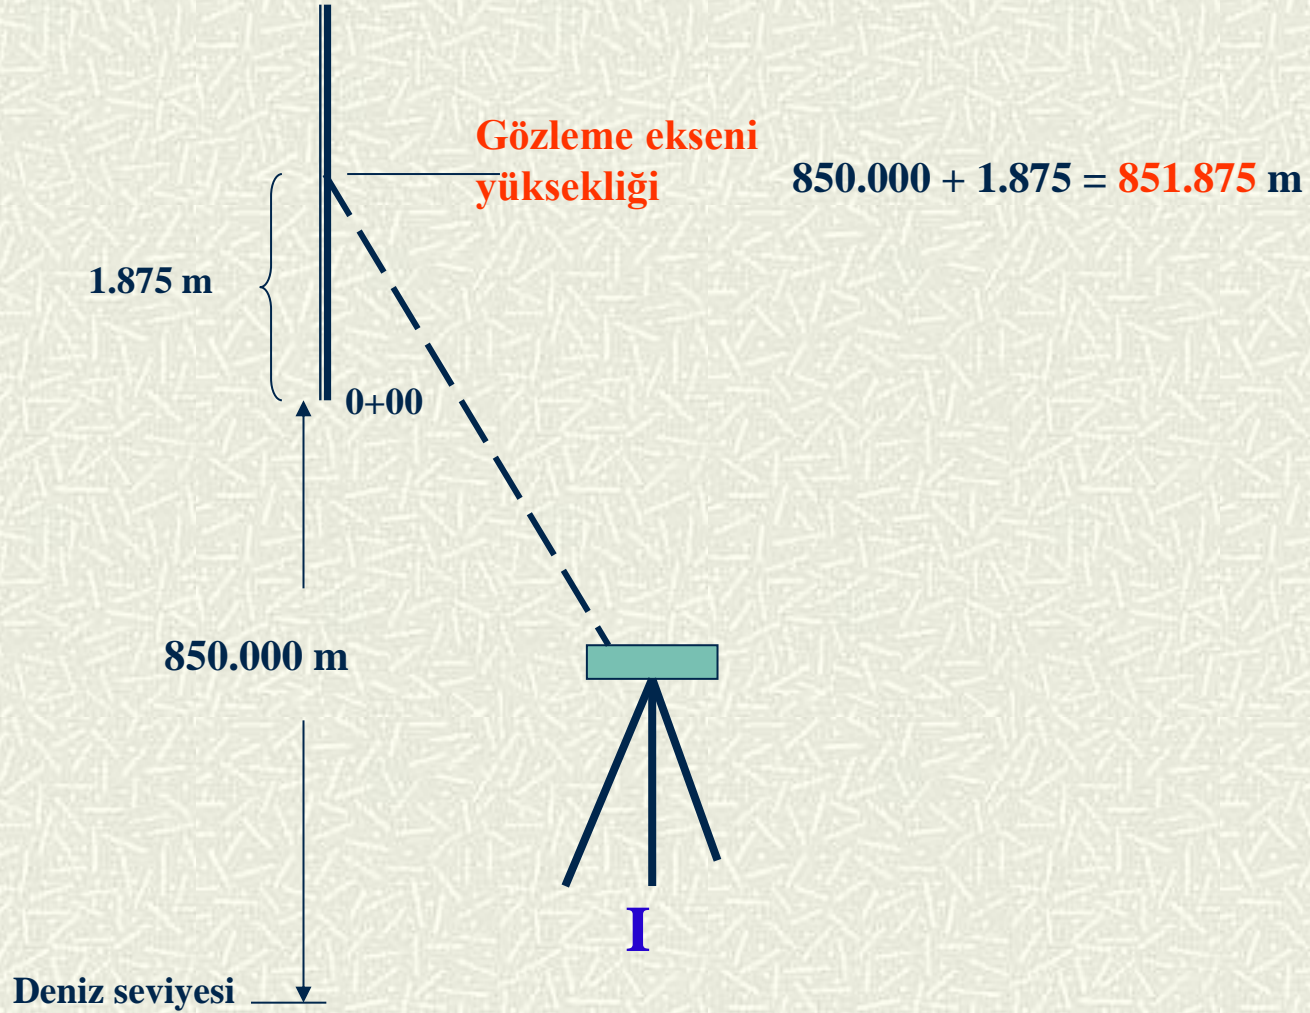 Gözleme ekseni
yüksekliği
850.000 + 1.875 = 851.875 m
1.875 m
0+00
850.000 m
I
Deniz seviyesi